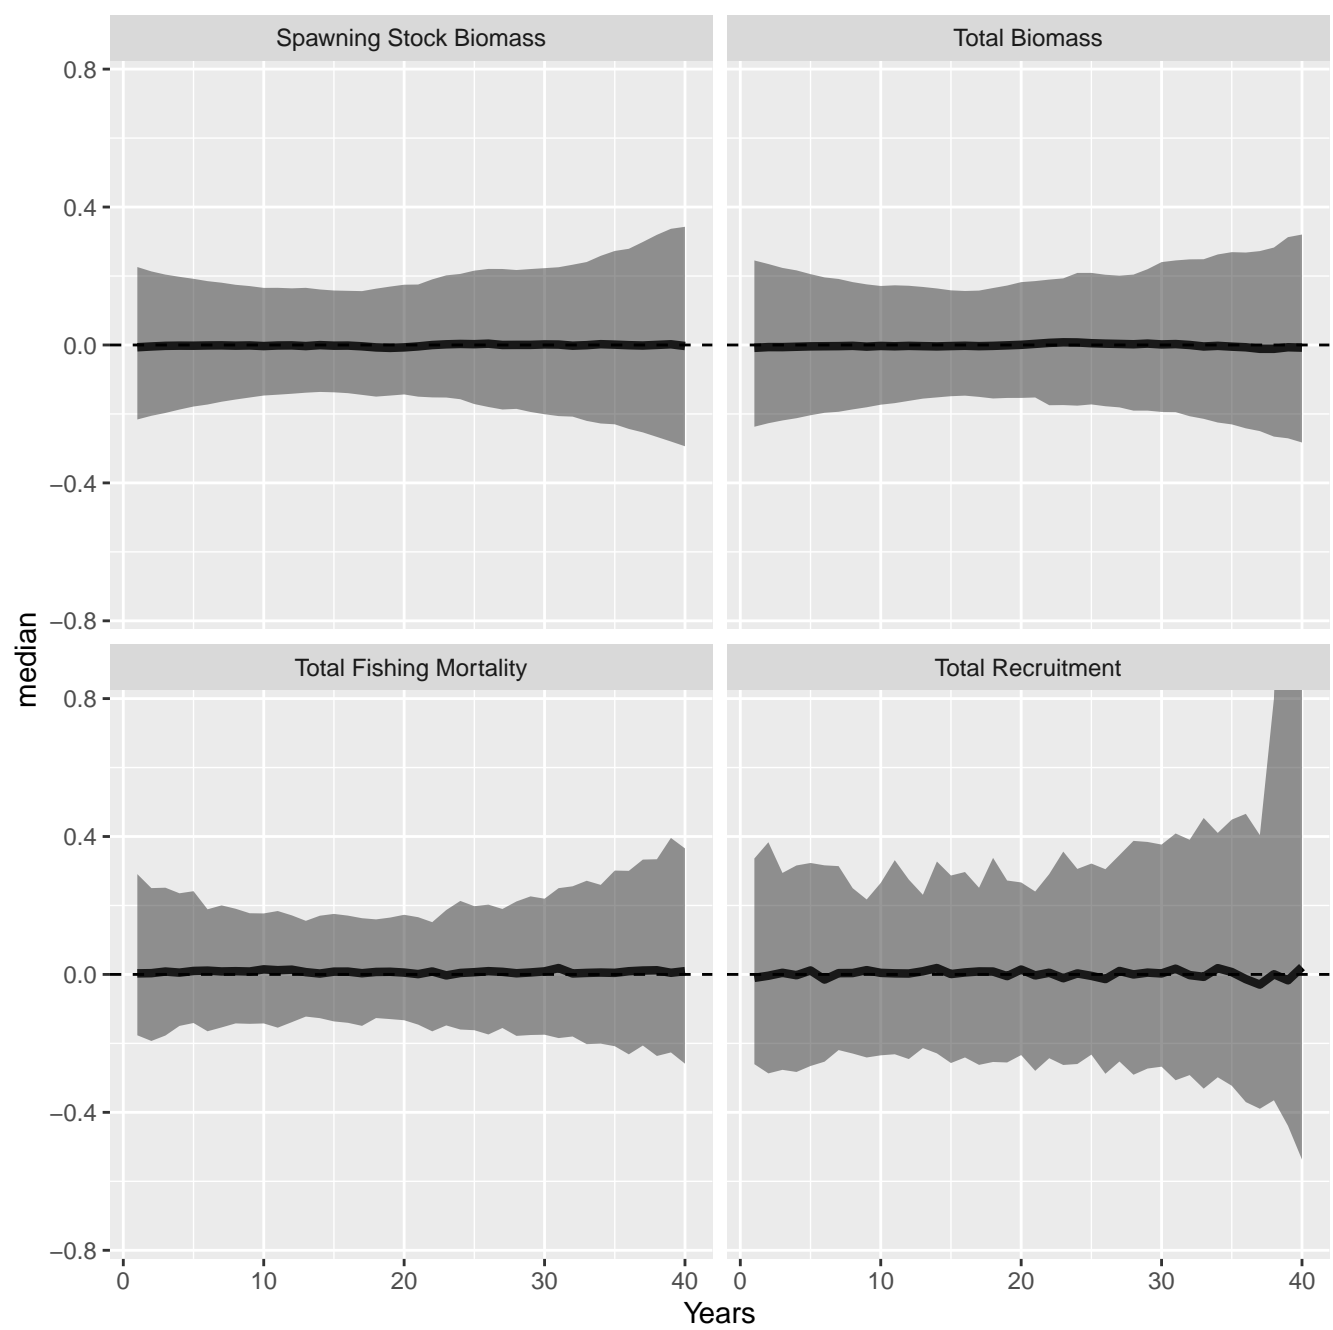 Spawning Stock Biomass
Total Biomass
0.8
0.4
0.0
−0.4
−0.8
median
Total Fishing Mortality
Total Recruitment
0.8
0.4
0.0
−0.4
−0.8
0 10 20 30 40
0 10 20 30 40
Years